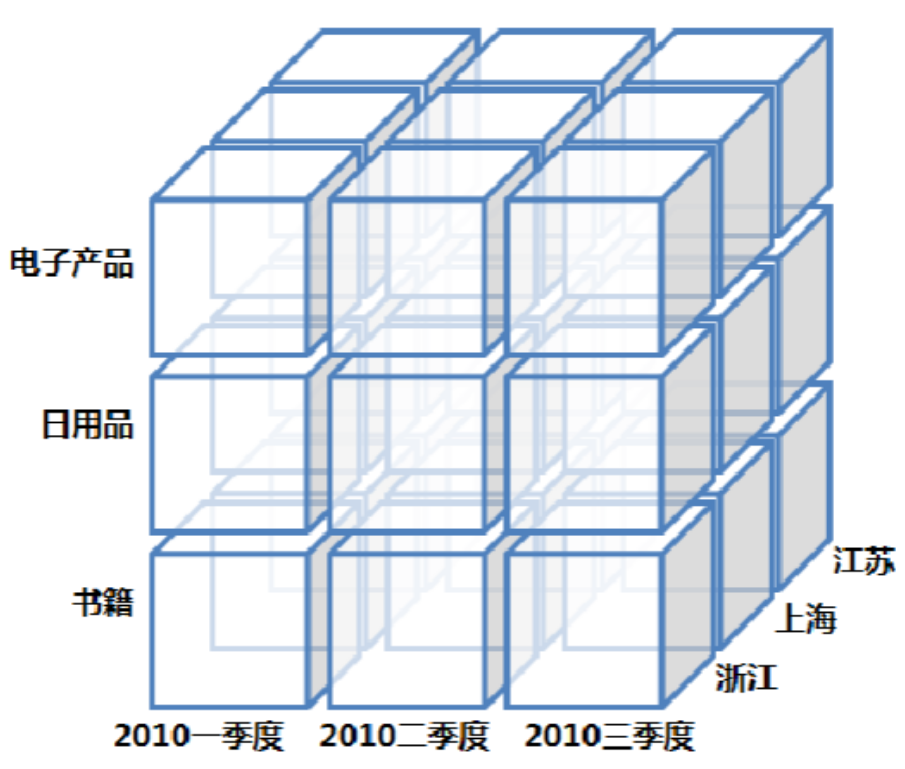 电子产品
日用品
书籍
江苏
上海
浙江
2010一季度
2010二季度
2010三季度